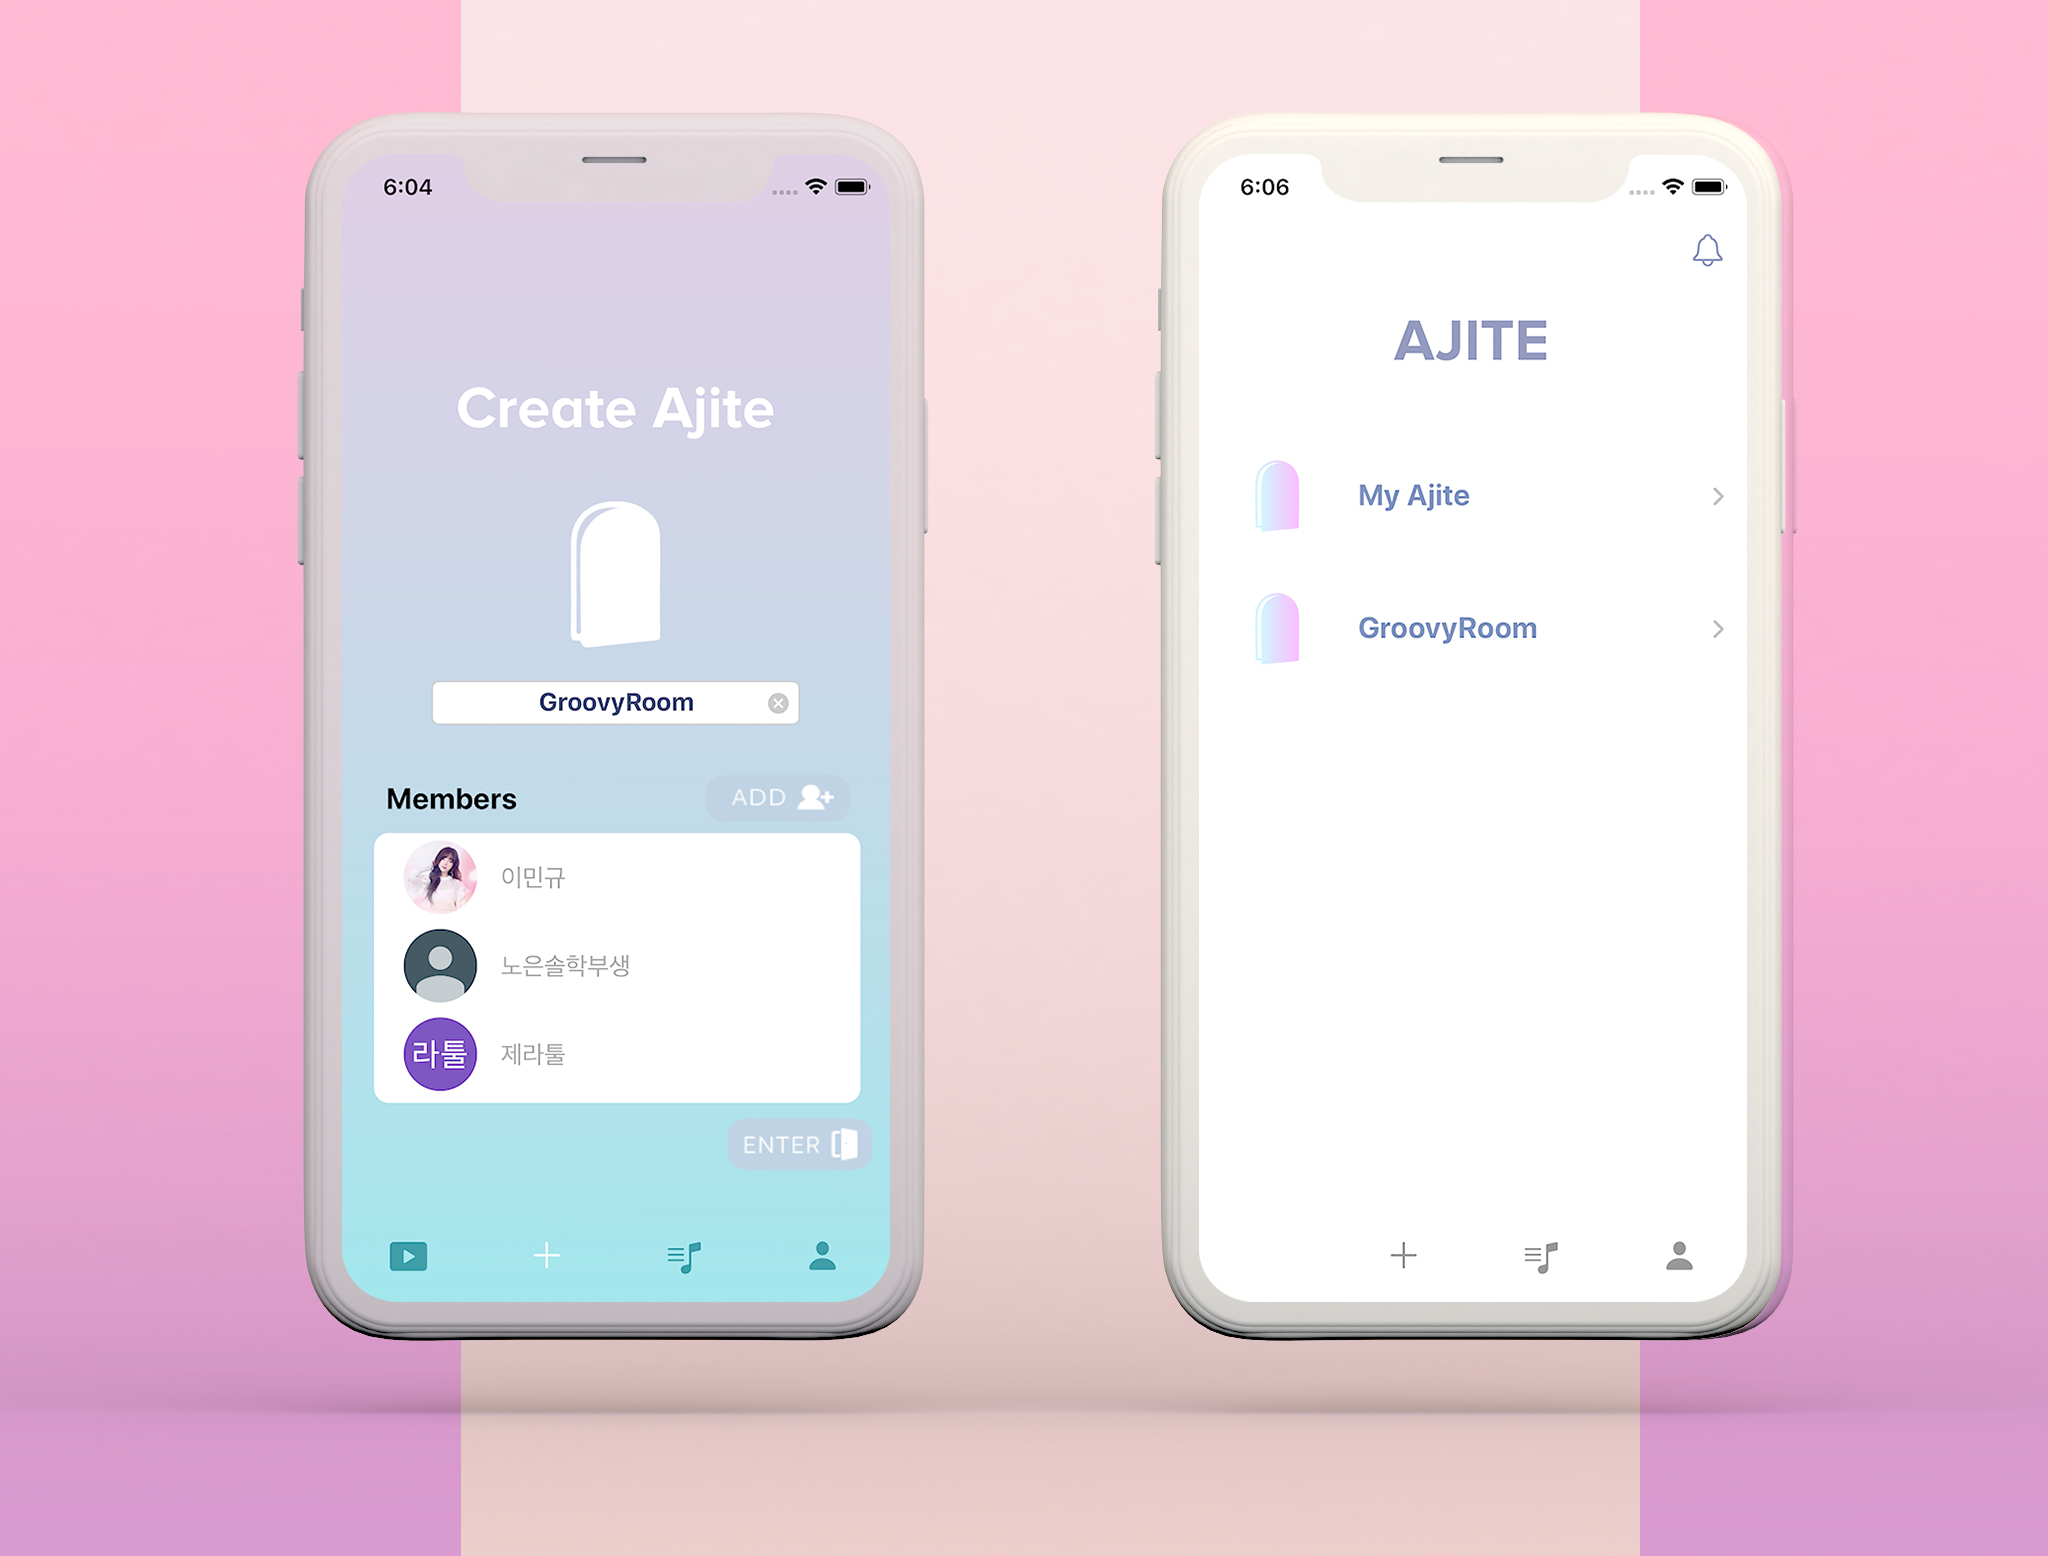 6:04
Create Ajite
GroovyRoom
Members
ADD
이민규
노은솔학부생
라툴
제라툴
ENTER
6:06
AJITE
My Ajite
GroovyRoom